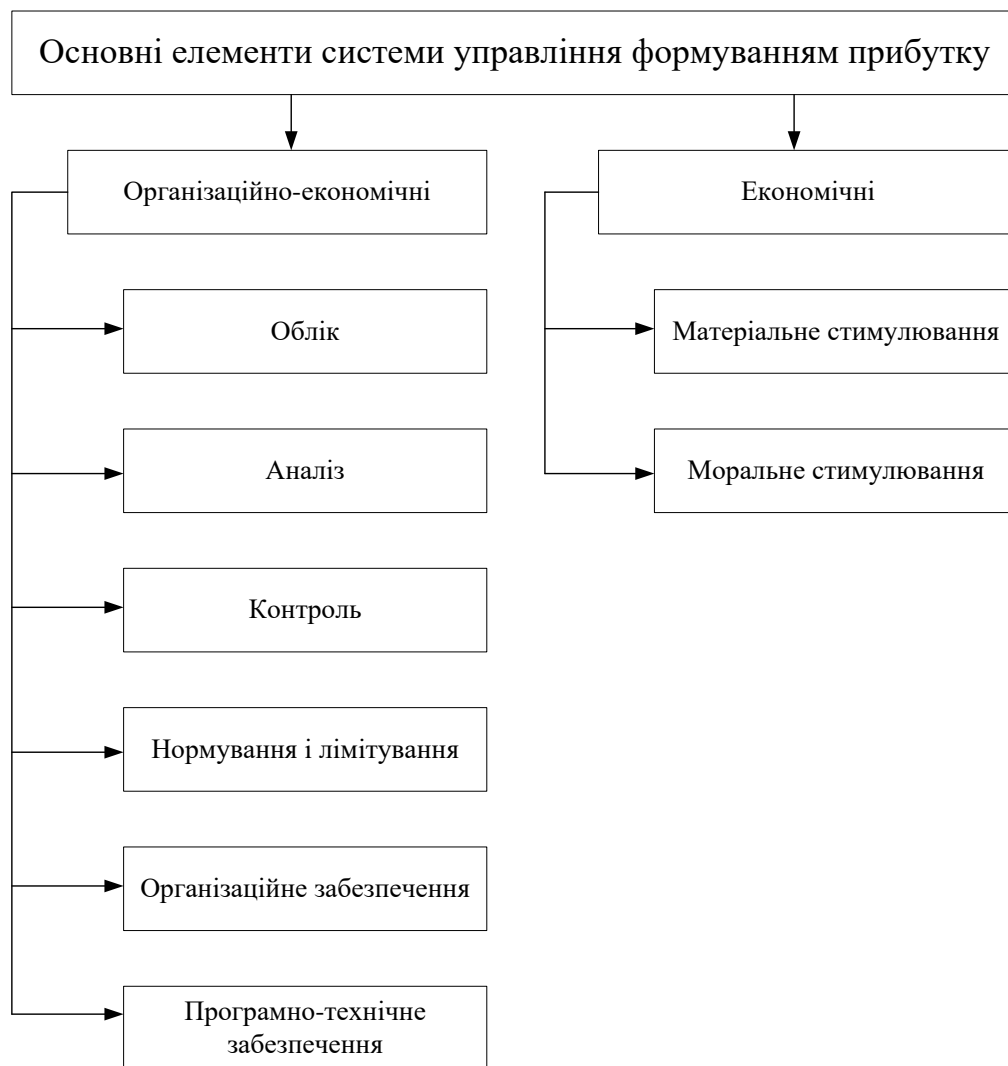 Основні елементи системи управління формуванням прибутку
Організаційно-економічні
Облік
Аналіз
Контроль
Нормування і лімітування
Організаційне забезпечення
Програмно-технічне
забезпечення
Економічні
Матеріальне стимулювання
Моральне стимулювання